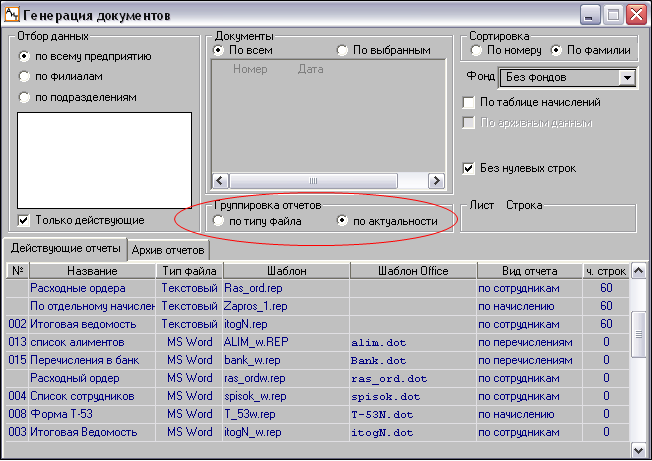 Генерация документов
Отбор данных
по всему предприятию
по филиалам
по подразделениям
Только действующие
Документы
По всем По выбранным
Номер Дата
Группировка отчетов
по типу файла по актуальности
Сортировка
По номеру По фамилии
Фонд Без фондов
По таблице начислений
По архивным данным
Без нулевых строк
Лист Строка
Действующие отчеты Архив отчетов
№ Название Тип файла Шаблон Шаблон Office Вид отчета ч. строк
Расходные ордера Текстовый Ras_ord.rep по сотрудникам 60
По отдельному начислен Текстовый Zapros_1.rep по начислению 60
002 Итоговая ведомость Текстовый itogN.rep по сотрудникам 60
013 список алиментов MS Word ALIM_w.REP alim.dot по перечислениям 0
015 Перечисления в банк MS Word bank_w.rep Bank.dot по перечислениям 0
Расходный ордер MS Word ras_ordw.rep ras_ord.dot по сотрудникам 0
004 Список сотрудников MS Word spisok_w.rep spisok.dot по сотрудникам 0
008 Форма Т-53 MS Word T_53w.rep T-53N.dot по начислению 0
003 Итоговая Ведомость MS Word itogN_w.rep itogN.dot по сотрудникам 0